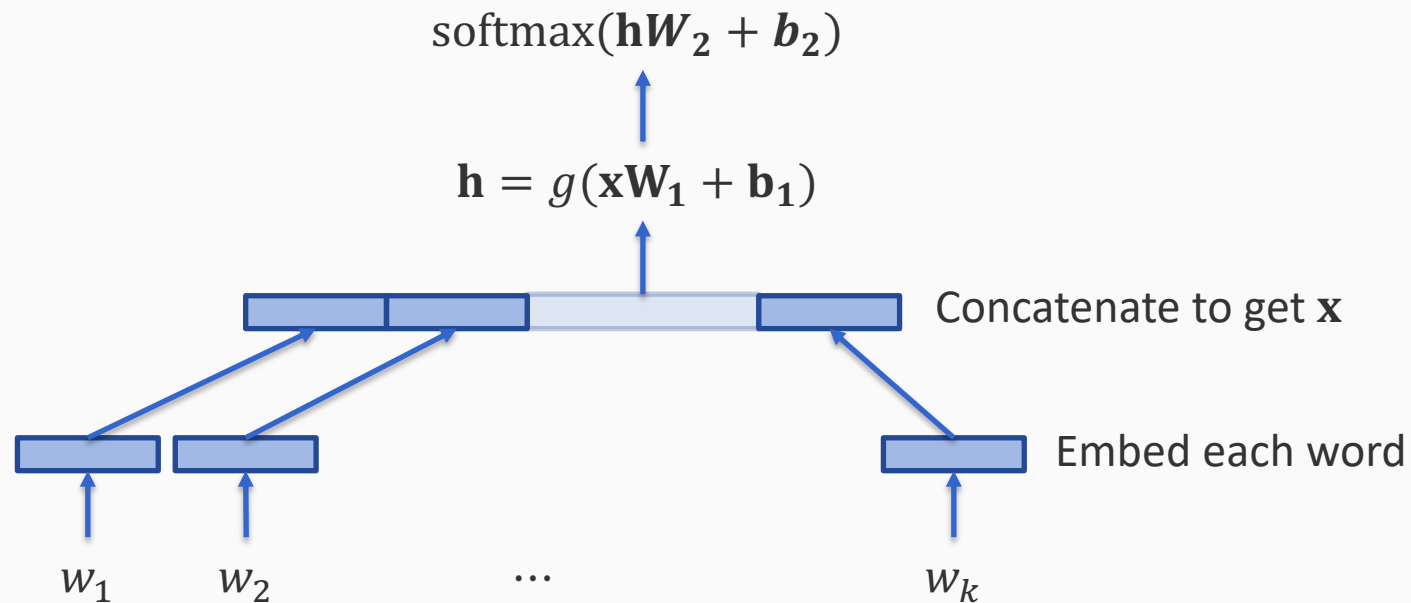 softmax(𝐡𝑾₂ + 𝒃₂)
𝐡 = 𝑔(𝐱𝐖₁ + 𝐛₁)
Concatenate to get 𝐱
Embed each word
𝑤₁ 𝑤₂ ⋯ 𝑤ₖ